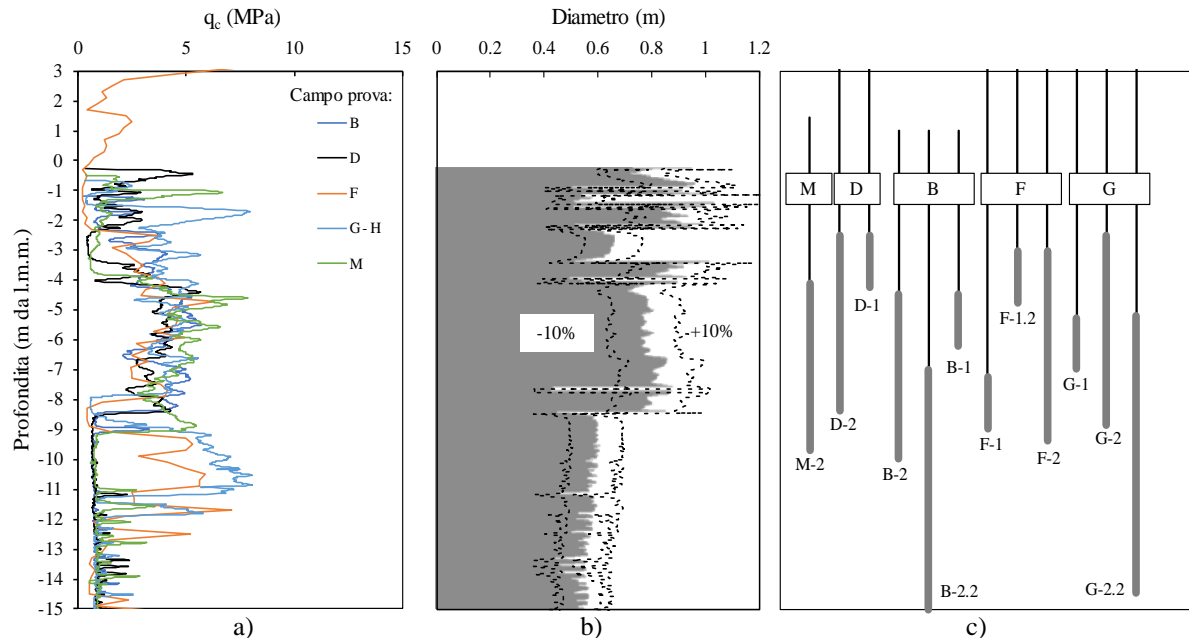 q_c (MPa)
0 5 10 15
Profondita (m da l.m.m.)
3
2
1
0
-1
-2
-3
-4
-5
-6
-7
-8
-9
-10
-11
-12
-13
-14
-15
Campo prova:
B
D
F
G - H
M
a)
Diametro (m)
0 0.2 0.4 0.6 0.8 1 1.2
-10%
+10%
b)
M D B F G
D-1
F-1.2
B-1
G-1
D-2
F-1
G-2
F-2
M-2
B-2
B-2.2
G-2.2
c)